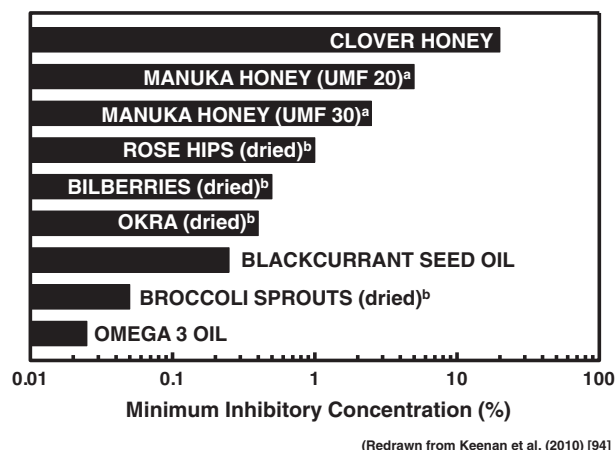 CLOVER HONEY
MANUKA HONEY (UMF 20)ᵃ
MANUKA HONEY (UMF 30)ᵃ
ROSE HIPS (dried)ᵇ
BILBERRIES (dried)ᵇ
OKRA (dried)ᵇ
BLACKCURRANT SEED OIL
BROCCOLI SPROUTS (dried)ᵇ
OMEGA 3 OIL
0.01 0.1 1 10 100
Minimum Inhibitory Concentration (%)
(Redrawn from Keenan et al. (2010) [94]